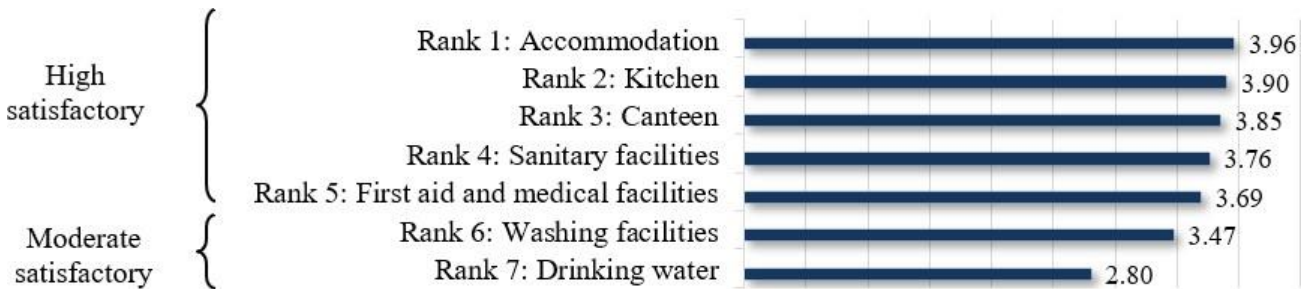 High
satisfactory
Rank 1: Accommodation 3.96
Rank 2: Kitchen 3.90
Rank 3: Canteen 3.85
Rank 4: Sanitary facilities 3.76
Rank 5: First aid and medical facilities 3.69
Moderate
satisfactory
Rank 6: Washing facilities 3.47
Rank 7: Drinking water 2.80